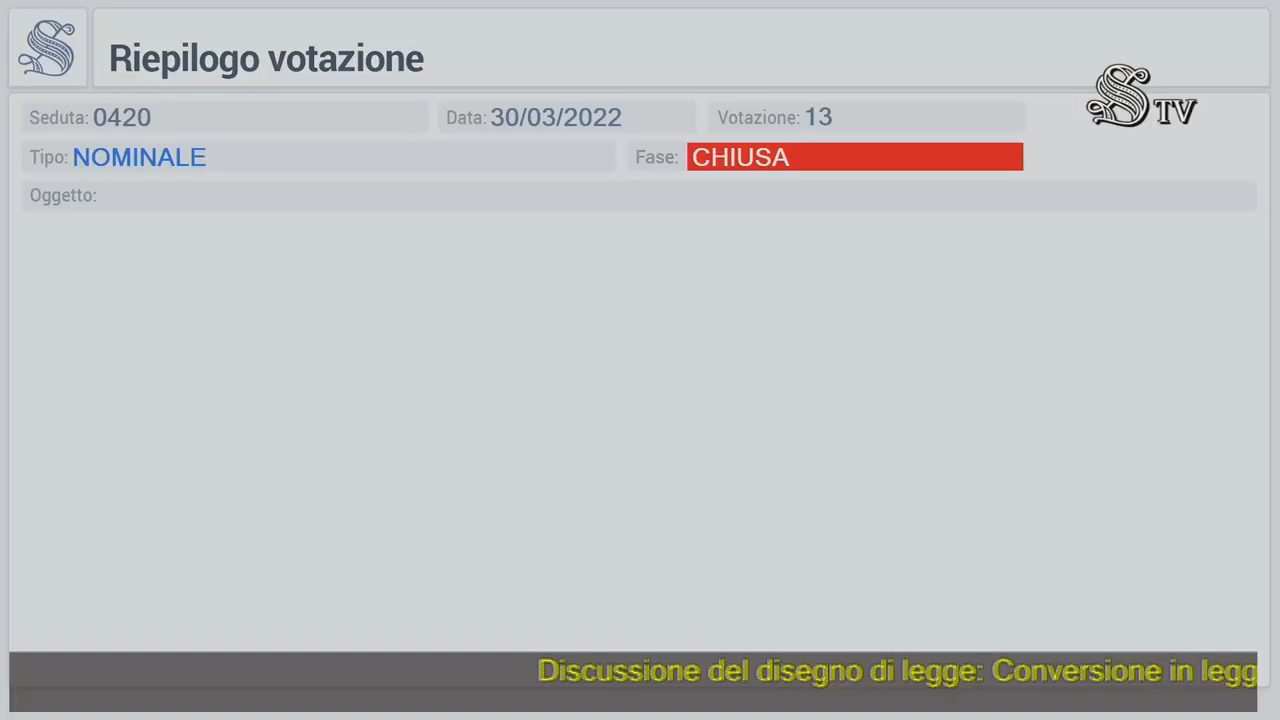 Riepilogo votazione
S TV
Seduta: 0420 Data: 30/03/2022 Votazione: 13
Tipo: NOMINALE Fase: CHIUSA
Oggetto:
Discussione del disegno di legge: Conversione in legg